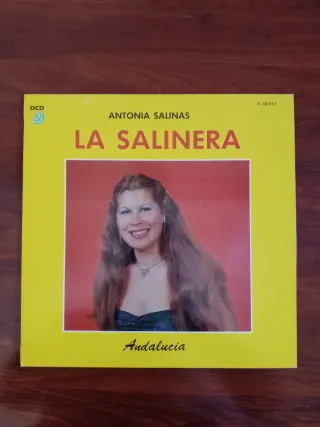 DCD
ANTONIA SALINAS
LA SALINERA
Andalucia